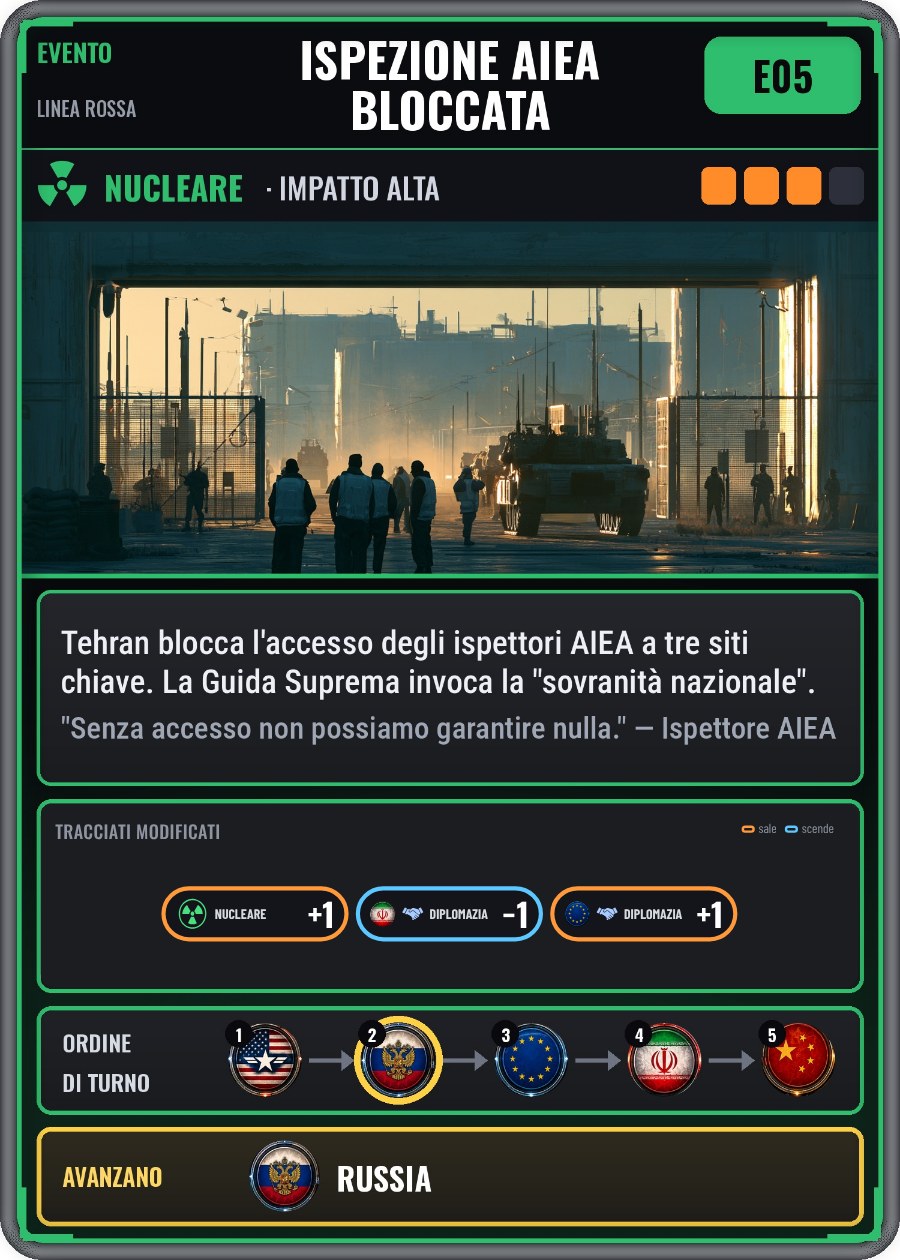 EVENTO
LINEA ROSSA
ISPEZIONE AIEA
BLOCCATA
E05
NUCLEARE · IMPATTO ALTA
Tehran blocca l'accesso degli ispettori AIEA a tre siti
chiave. La Guida Suprema invoca la "sovranità nazionale".
"Senza accesso non possiamo garantire nulla." — Ispettore AIEA
TRACCIATI MODIFICATI
sale scende
NUCLEARE +1 DIPLOMAZIA −1 DIPLOMAZIA +1
ORDINE
DI TURNO
1 2 3 4 5
AVANZANO RUSSIA